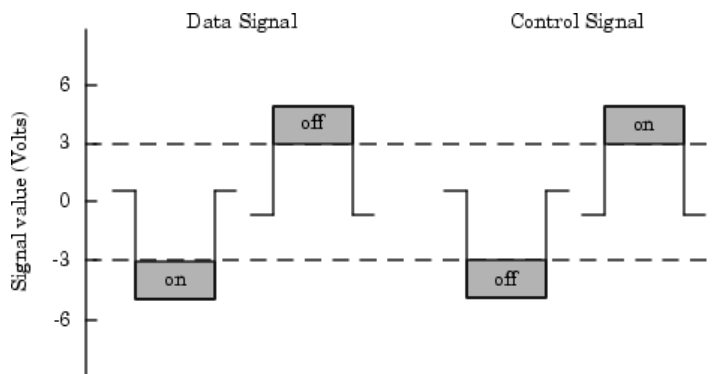 Data Signal
Control Signal
Signal value (Volts)
6
3
0
-3
-6
off
on
on
off